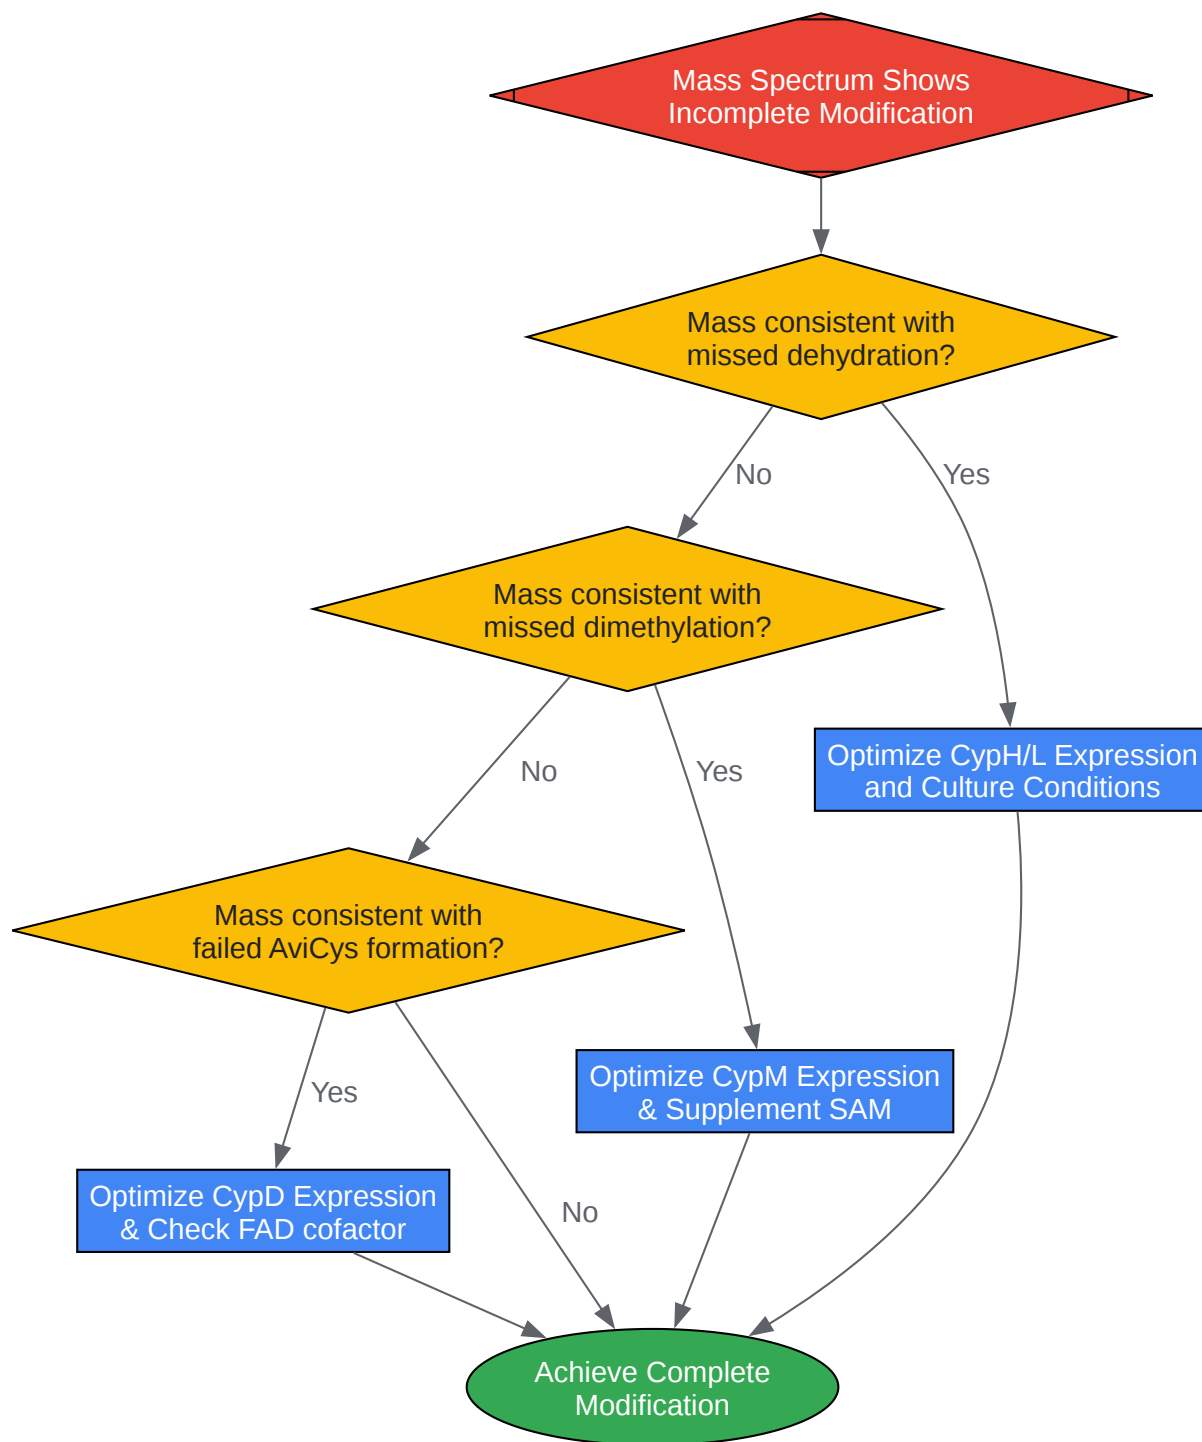 Mass Spectrum Shows
Incomplete Modification
Mass consistent with
missed dehydration?
No
Yes
Mass consistent with
missed dimethylation?
No
Yes
Optimize CypH/L Expression
and Culture Conditions
Mass consistent with
failed AviCys formation?
Yes
No
Optimize CypM Expression
& Supplement SAM
Optimize CypD Expression
& Check FAD cofactor
Achieve Complete
Modification